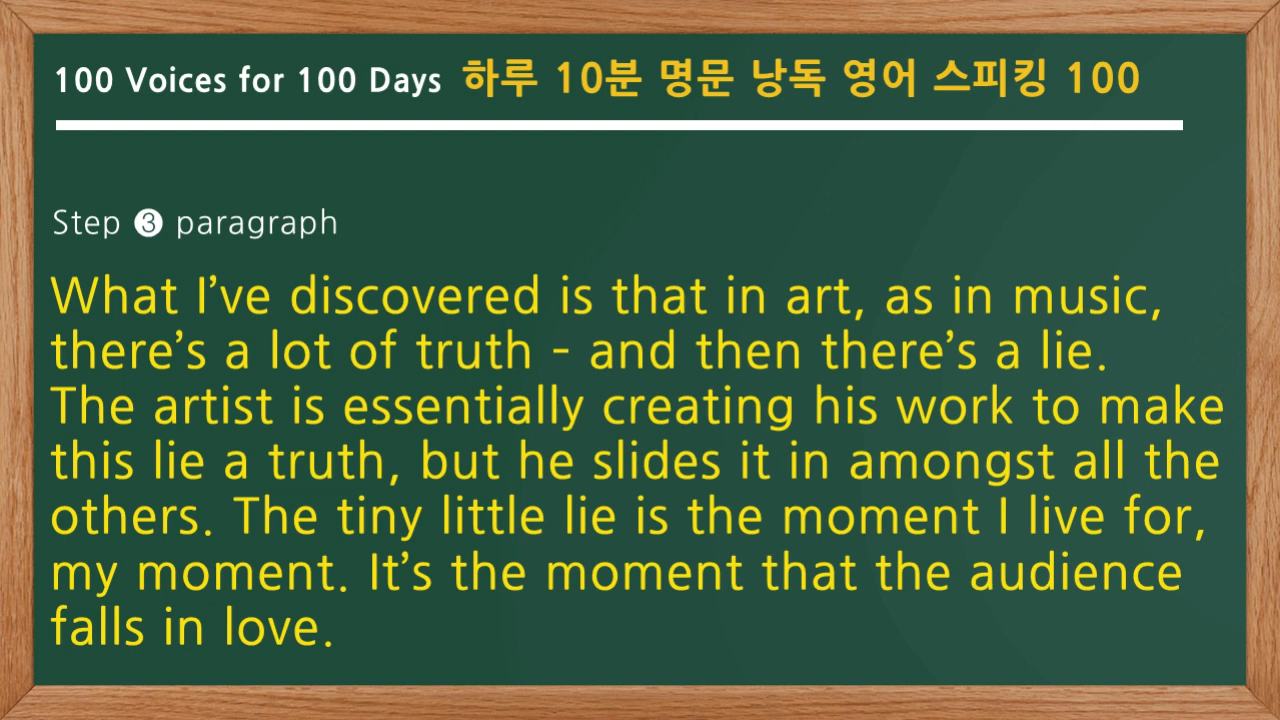 100 Voices for 100 Days 하루 10분 명문 낭독 영어 스피킹 100
Step ❸ paragraph
What I’ve discovered is that in art, as in music,
there’s a lot of truth - and then there’s a lie.
The artist is essentially creating his work to make
this lie a truth, but he slides it in amongst all the
others. The tiny little lie is the moment I live for,
my moment. It’s the moment that the audience
falls in love.